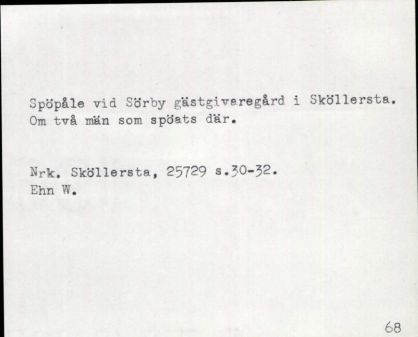 Spöpåle vid Sörby gästgivaregård i Sköllersta.
Om två män som spöats där.
Nrk. Sköllersta, 25729 s.30-32.
Ehn W.
68